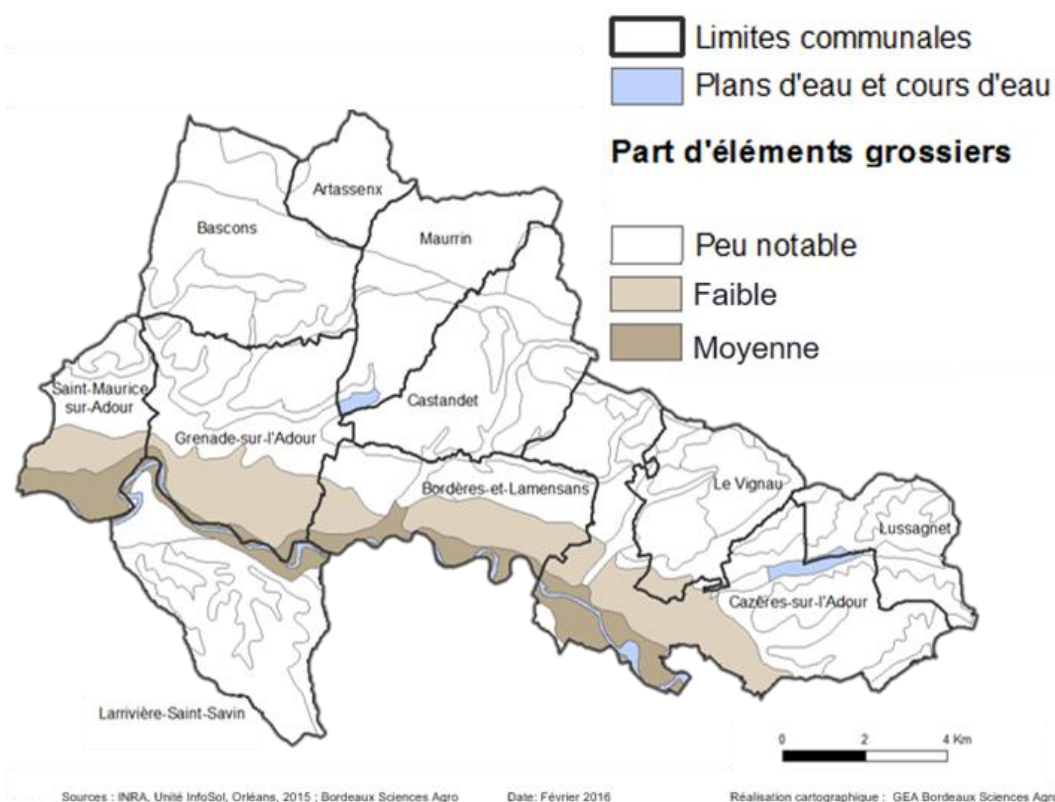 Limites communales
Plans d'eau et cours d'eau
Part d'éléments grossiers
Peu notable
Faible
Moyenne
Artassenx
Bascons
Maurrin
Saint-Maurice
sur-Adour
Castandet
Grenade-sur-l'Adour
Bordères-et-Lamensans
Le Vignau
Lussagnet
Cazères-sur-l'Adour
Larrivière-Saint-Savin
0 2 4 Km
Sources : INRA, Unité InfoSol, Orléans, 2015 ; Bordeaux Sciences Agro Date: Février 2016 Réalisation cartographique : GEA Bordeaux Sciences Agro